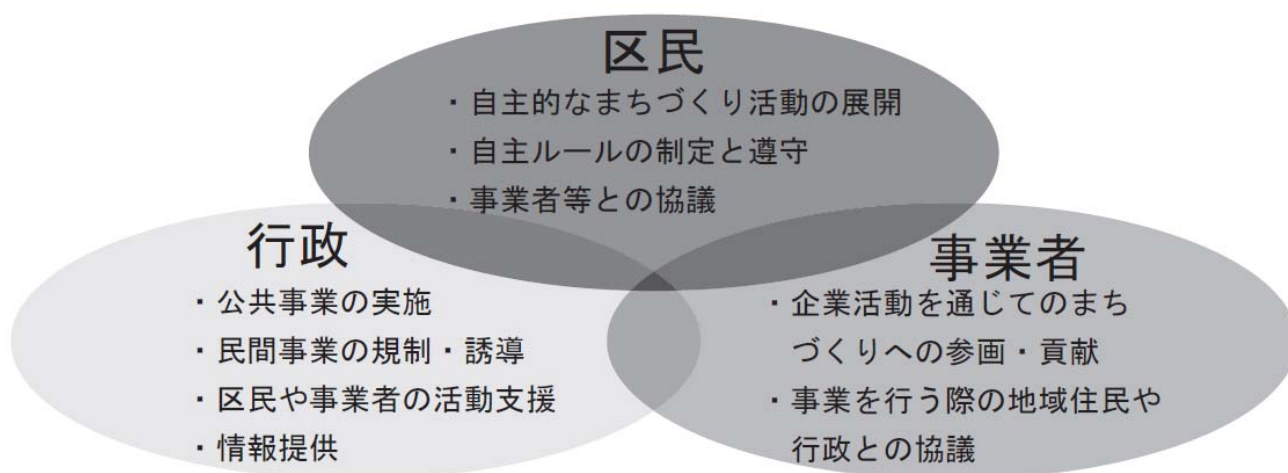 区民
・自主的なまちづくり活動の展開
・自主ルールの制定と遵守
・事業者等との協議
行政
・公共事業の実施
・民間事業の規制・誘導
・区民や事業者の活動支援
・情報提供
事業者
・企業活動を通じてのまち
づくりへの参画・貢献
・事業を行う際の地域住民や
行政との協議